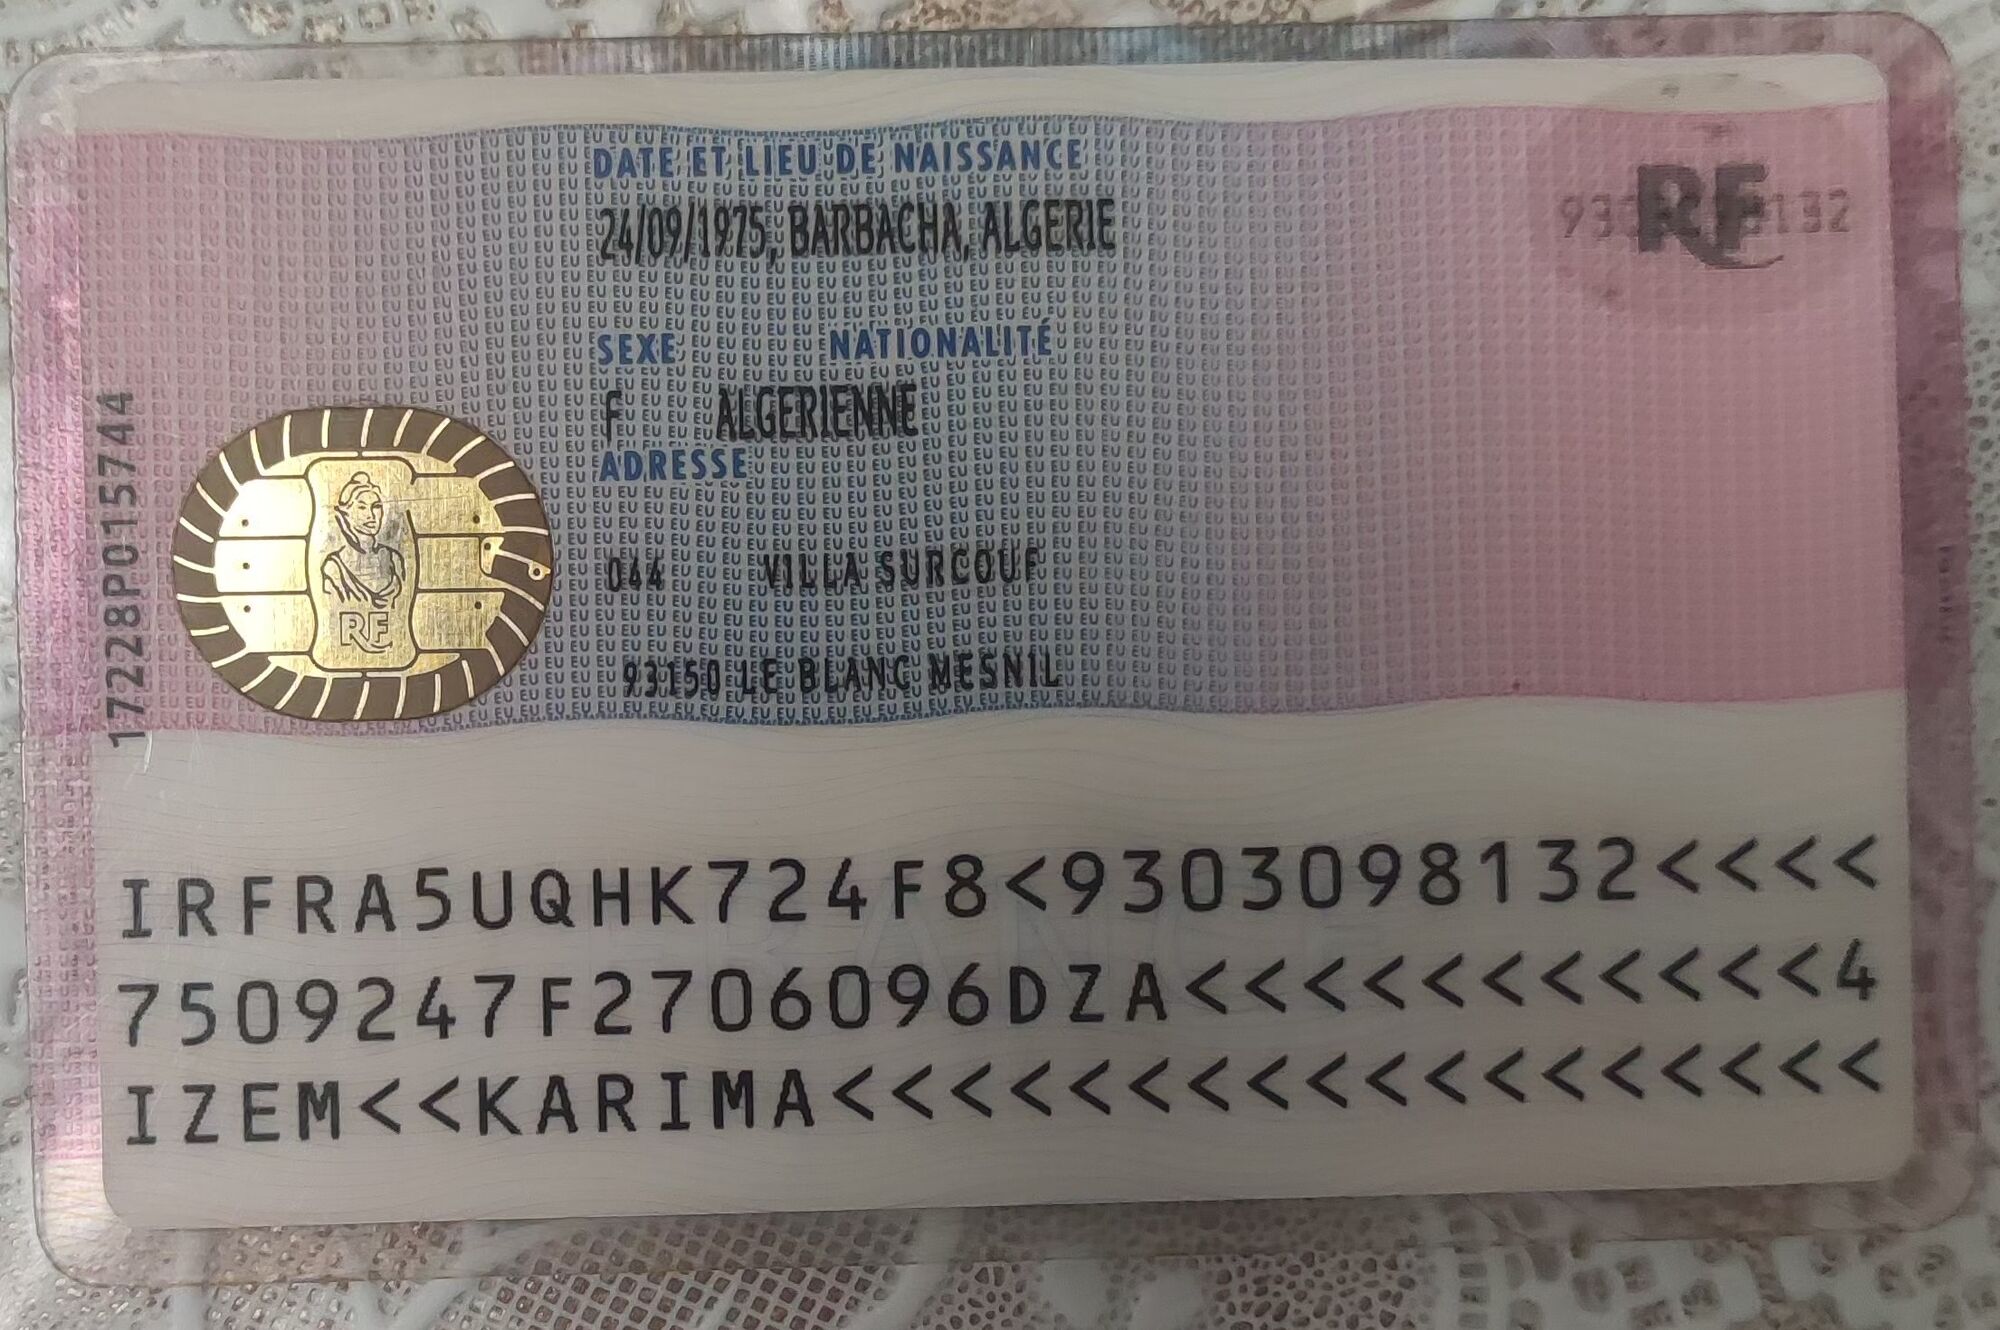 DATE ET LIEU DE NAISSANCE
24/09/1975, BARBACHA, ALGERIE
RF
SEXE NATIONALITÉ
F ALGERIENNE
ADRESSE
044 VILLA SURCOUF
93150 LE BLANC MESNIL
17228P015744
RF
IRFRA5UQHK724F8<9303098132<<<<
7509247F2706096DZA<<<<<<<<<<<4
IZEM<<KARIMA<<<<<<<<<<<<<<<<<<